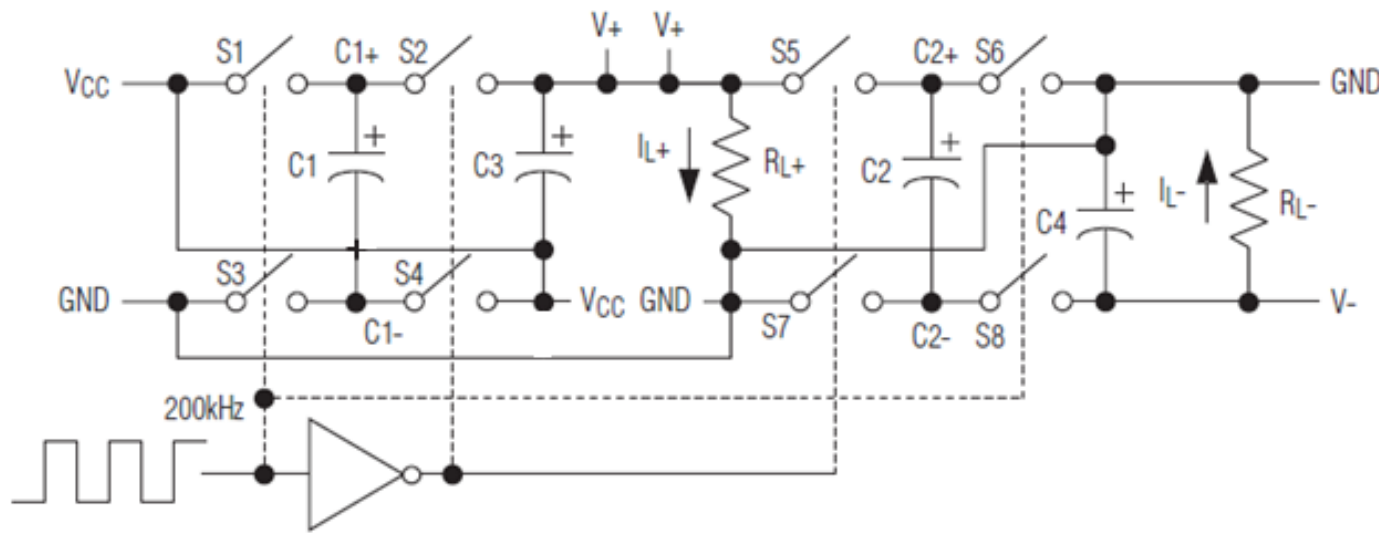 V+ V+
S1 C1+ S2 S5 C2+ S6
VCC GND
+ + + 
IL+
C1 C3 RL+ C2 IL- RL-
+
C4
S3 S4
GND VCC GND V-
C1- S7 C2- S8
200kHz